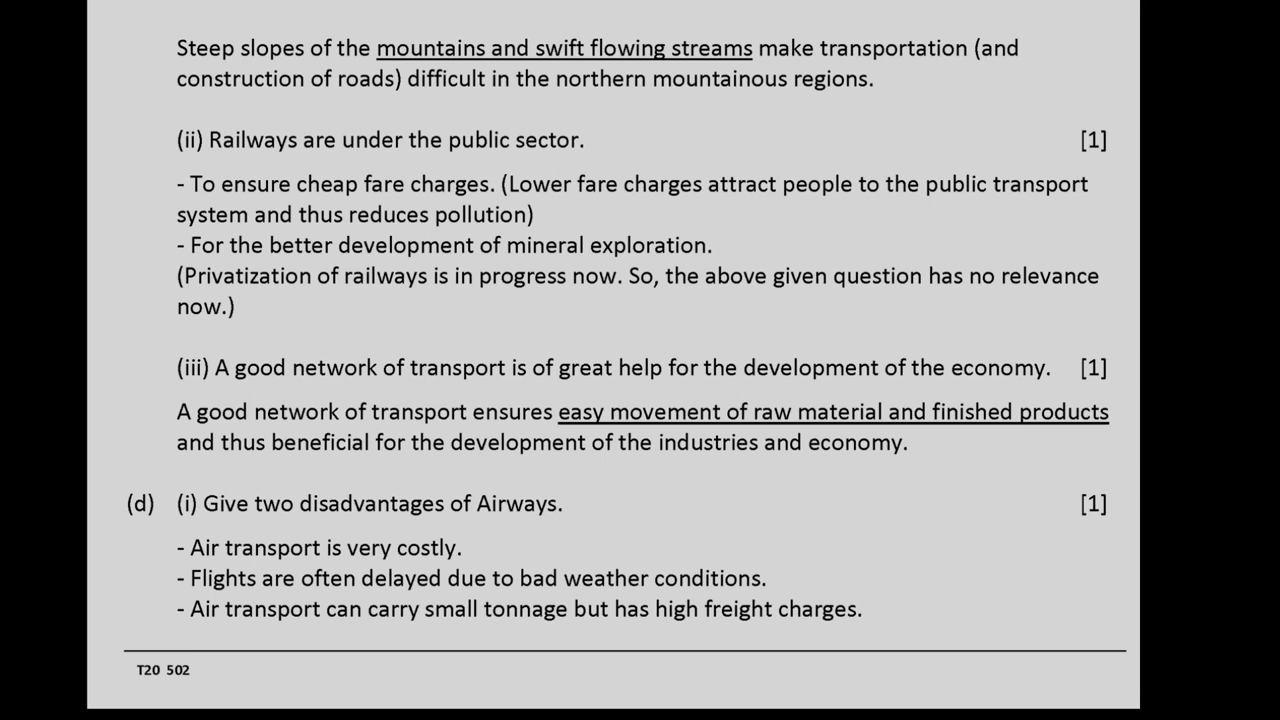 Steep slopes of the mountains and swift flowing streams make transportation (and
construction of roads) difficult in the northern mountainous regions.
(ii) Railways are under the public sector. [1]
- To ensure cheap fare charges. (Lower fare charges attract people to the public transport
system and thus reduces pollution)
- For the better development of mineral exploration.
(Privatization of railways is in progress now. So, the above given question has no relevance
now.)
(iii) A good network of transport is of great help for the development of the economy. [1]
A good network of transport ensures easy movement of raw material and finished products
and thus beneficial for the development of the industries and economy.
(d) (i) Give two disadvantages of Airways. [1]
- Air transport is very costly.
- Flights are often delayed due to bad weather conditions.
- Air transport can carry small tonnage but has high freight charges.
T20 502